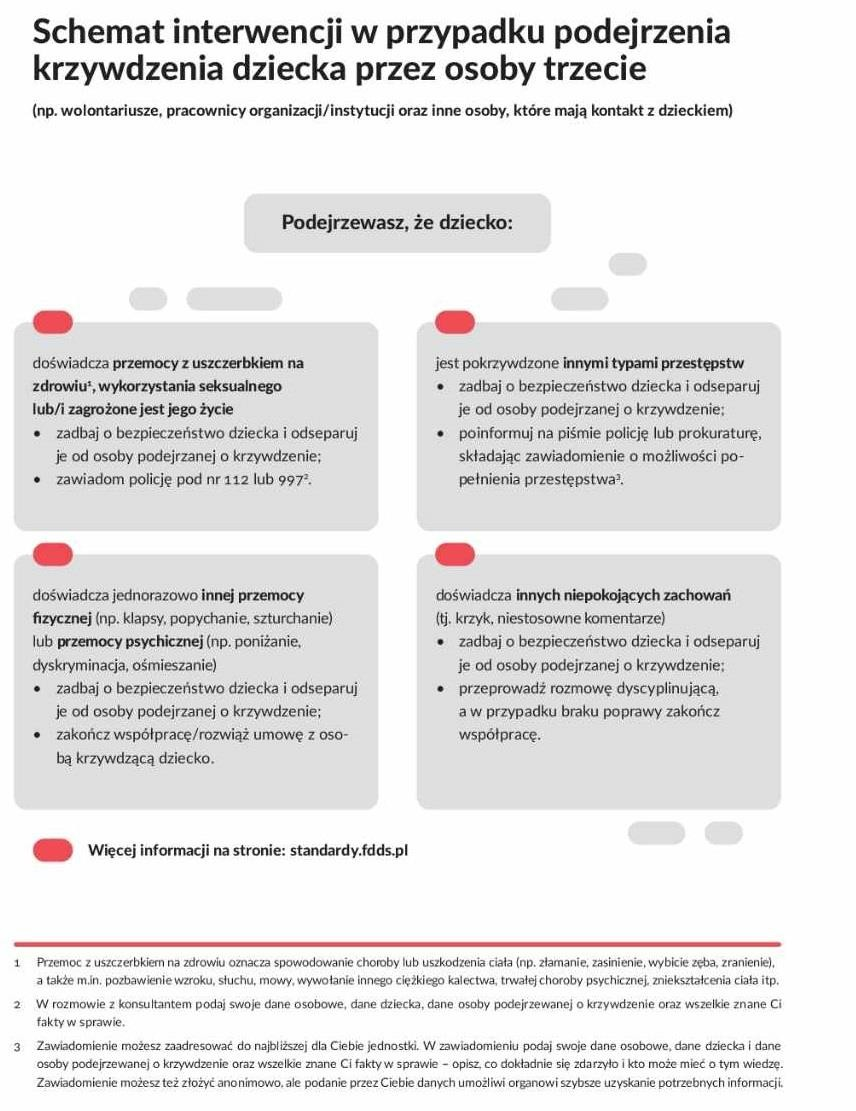 Schemat interwencji w przypadku podejrzenia
krzywdzenia dziecka przez osoby trzecie
(np. wolontariusze, pracownicy organizacji/instytucji oraz inne osoby, które mają kontakt z dzieckiem)
Podejrzewasz, że dziecko:
doświadcza przemocy z uszczerbkiem na
zdrowiu¹, wykorzystania seksualnego
lub/i zagrożone jest jego życie
• zadbaj o bezpieczeństwo dziecka i odseparuj
je od osoby podejrzanej o krzywdzenie;
• zawiadom policję pod nr 112 lub 997².
jest pokrzywdzone innymi typami przestępstw
• zadbaj o bezpieczeństwo dziecka i odseparuj
je od osoby podejrzanej o krzywdzenie;
• poinformuj na piśmie policję lub prokuraturę,
składając zawiadomienie o możliwości po-
pełnienia przestępstwa³.
doświadcza jednorazowo innej przemocy
fizycznej (np. klapsy, popychanie, szturchanie)
lub przemocy psychicznej (np. poniżanie,
dyskryminacja, ośmieszanie)
• zadbaj o bezpieczeństwo dziecka i odseparuj
je od osoby podejrzanej o krzywdzenie;
• zakończ współpracę/rozwiąż umowę z oso-
bą krzywdzącą dziecko.
doświadcza innych niepokojących zachowań
(tj. krzyk, niestosowne komentarze)
• zadbaj o bezpieczeństwo dziecka i odseparuj
je od osoby podejrzanej o krzywdzenie;
• przeprowadź rozmowę dyscyplinującą,
a w przypadku braku poprawy zakończ
współpracę.
Więcej informacji na stronie: standardy.fdds.pl
1 Przemoc z uszczerbkiem na zdrowiu oznacza spowodowanie choroby lub uszkodzenia ciała (np. złamanie, zasinienie, wybicie zęba, zranienie),
a także m.in. pozbawienie wzroku, słuchu, mowy, wywołanie innego ciężkiego kalectwa, trwałej choroby psychicznej, zniekształcenia ciała itp.
2 W rozmowie z konsultantem podaj swoje dane osobowe, dane dziecka, dane osoby podejrzewanej o krzywdzenie oraz wszelkie znane Ci
fakty w sprawie.
3 Zawiadomienie możesz zaadresować do najbliższej dla Ciebie jednostki. W zawiadomieniu podaj swoje dane osobowe, dane dziecka i dane
osoby podejrzewanej o krzywdzenie oraz wszelkie znane Ci fakty w sprawie – opisz, co dokładnie się zdarzyło i kto może mieć o tym wiedzę.
Zawiadomienie możesz też złożyć anonimowo, ale podanie przez Ciebie danych umożliwi organowi szybsze uzyskanie potrzebnych informacji.